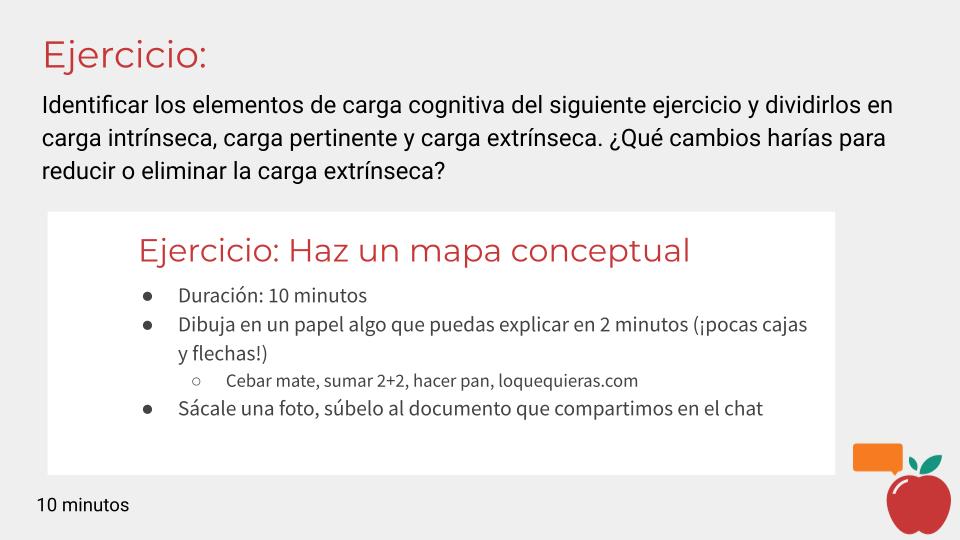 Ejercicio:
Identificar los elementos de carga cognitiva del siguiente ejercicio y dividirlos en
carga intrínseca, carga pertinente y carga extrínseca. ¿Qué cambios harías para
reducir o eliminar la carga extrínseca?
Ejercicio: Haz un mapa conceptual
● Duración: 10 minutos
● Dibuja en un papel algo que puedas explicar en 2 minutos (¡pocas cajas
y flechas!)
○ Cebar mate, sumar 2+2, hacer pan, loquequieras.com
● Sácale una foto, súbelo al documento que compartimos en el chat
10 minutos